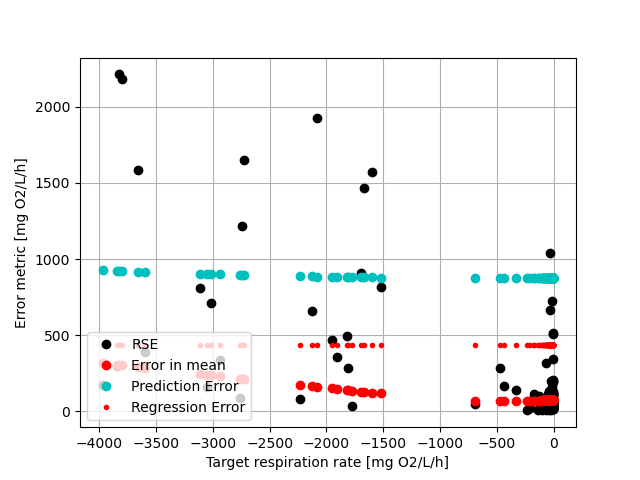 2000
1500
1000
500
0
Error metric [mg O2/L/h]
RSE
Error in mean
Prediction Error
Regression Error
−4000 −3500 −3000 −2500 −2000 −1500 −1000 −500 0
Target respiration rate [mg O2/L/h]